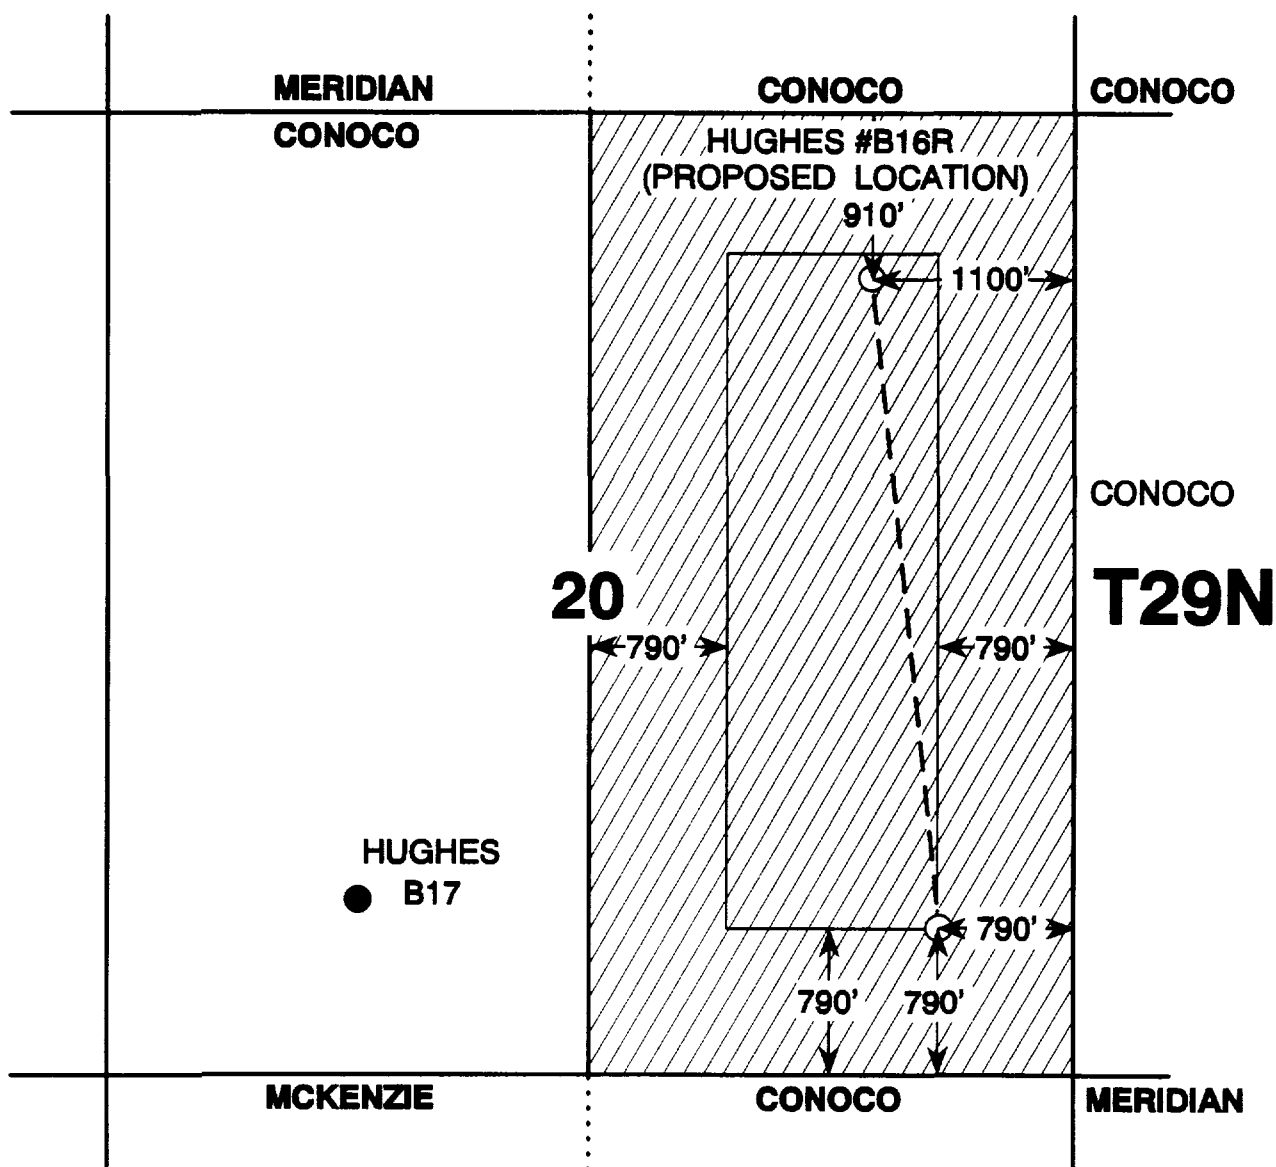 MERIDIAN
CONOCO
CONOCO
CONOCO
HUGHES #B16R
(PROPOSED LOCATION)
910'
1100'
CONOCO
20
T29N
790'
790'
HUGHES
B17
790'
790'
790'
MCKENZIE
CONOCO
MERIDIAN